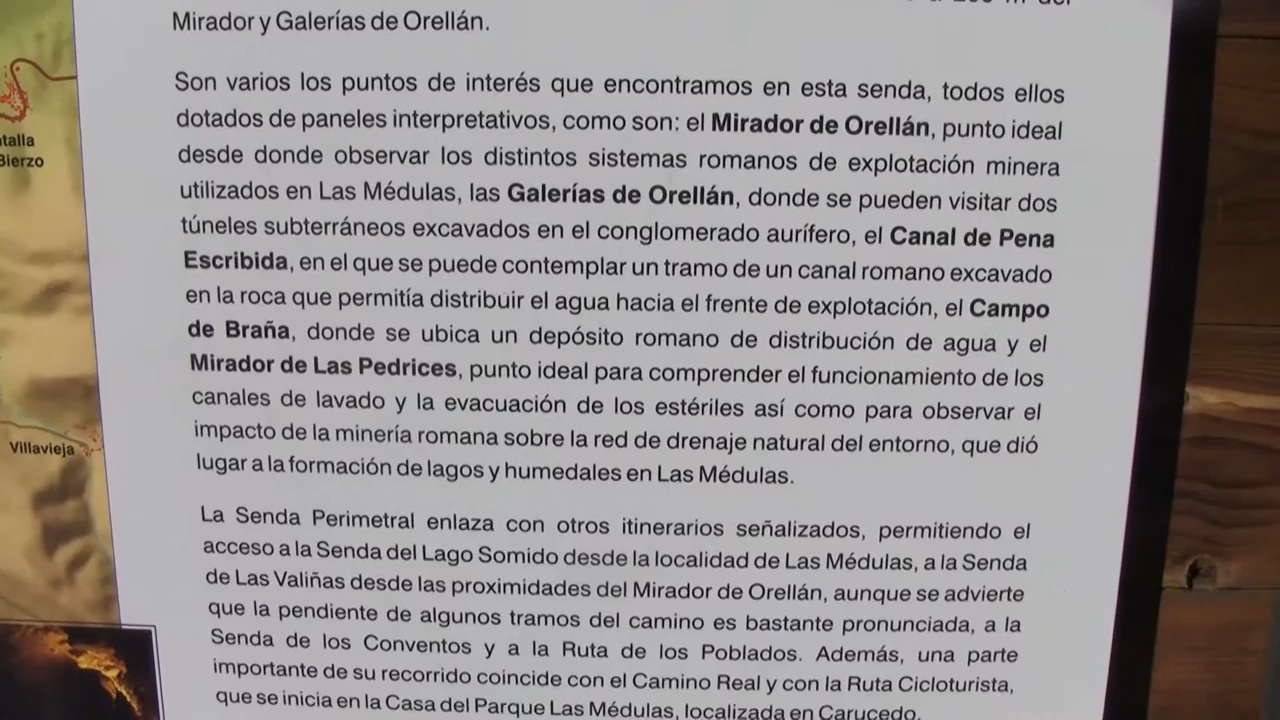 Mirador y Galerías de Orellán.
Son varios los puntos de interés que encontramos en esta senda, todos ellos
dotados de paneles interpretativos, como son: el Mirador de Orellán, punto ideal
desde donde observar los distintos sistemas romanos de explotación minera
utilizados en Las Médulas, las Galerías de Orellán, donde se pueden visitar dos
túneles subterráneos excavados en el conglomerado aurífero, el Canal de Pena
Escribida, en el que se puede contemplar un tramo de un canal romano excavado
en la roca que permitía distribuir el agua hacia el frente de explotación, el Campo
de Braña, donde se ubica un depósito romano de distribución de agua y el
Mirador de Las Pedrices, punto ideal para comprender el funcionamiento de los
canales de lavado y la evacuación de los estériles así como para observar el
impacto de la minería romana sobre la red de drenaje natural del entorno, que dió
lugar a la formación de lagos y humedales en Las Médulas.
La Senda Perimetral enlaza con otros itinerarios señalizados, permitiendo el
acceso a la Senda del Lago Somido desde la localidad de Las Médulas, a la Senda
de Las Valiñas desde las proximidades del Mirador de Orellán, aunque se advierte
que la pendiente de algunos tramos del camino es bastante pronunciada, a la
Senda de los Conventos y a la Ruta de los Poblados. Además, una parte
importante de su recorrido coincide con el Camino Real y con la Ruta Cicloturista,
que se inicia en la Casa del Parque Las Médulas, localizada en Carucedo.
talla
Bierzo
Villavieja